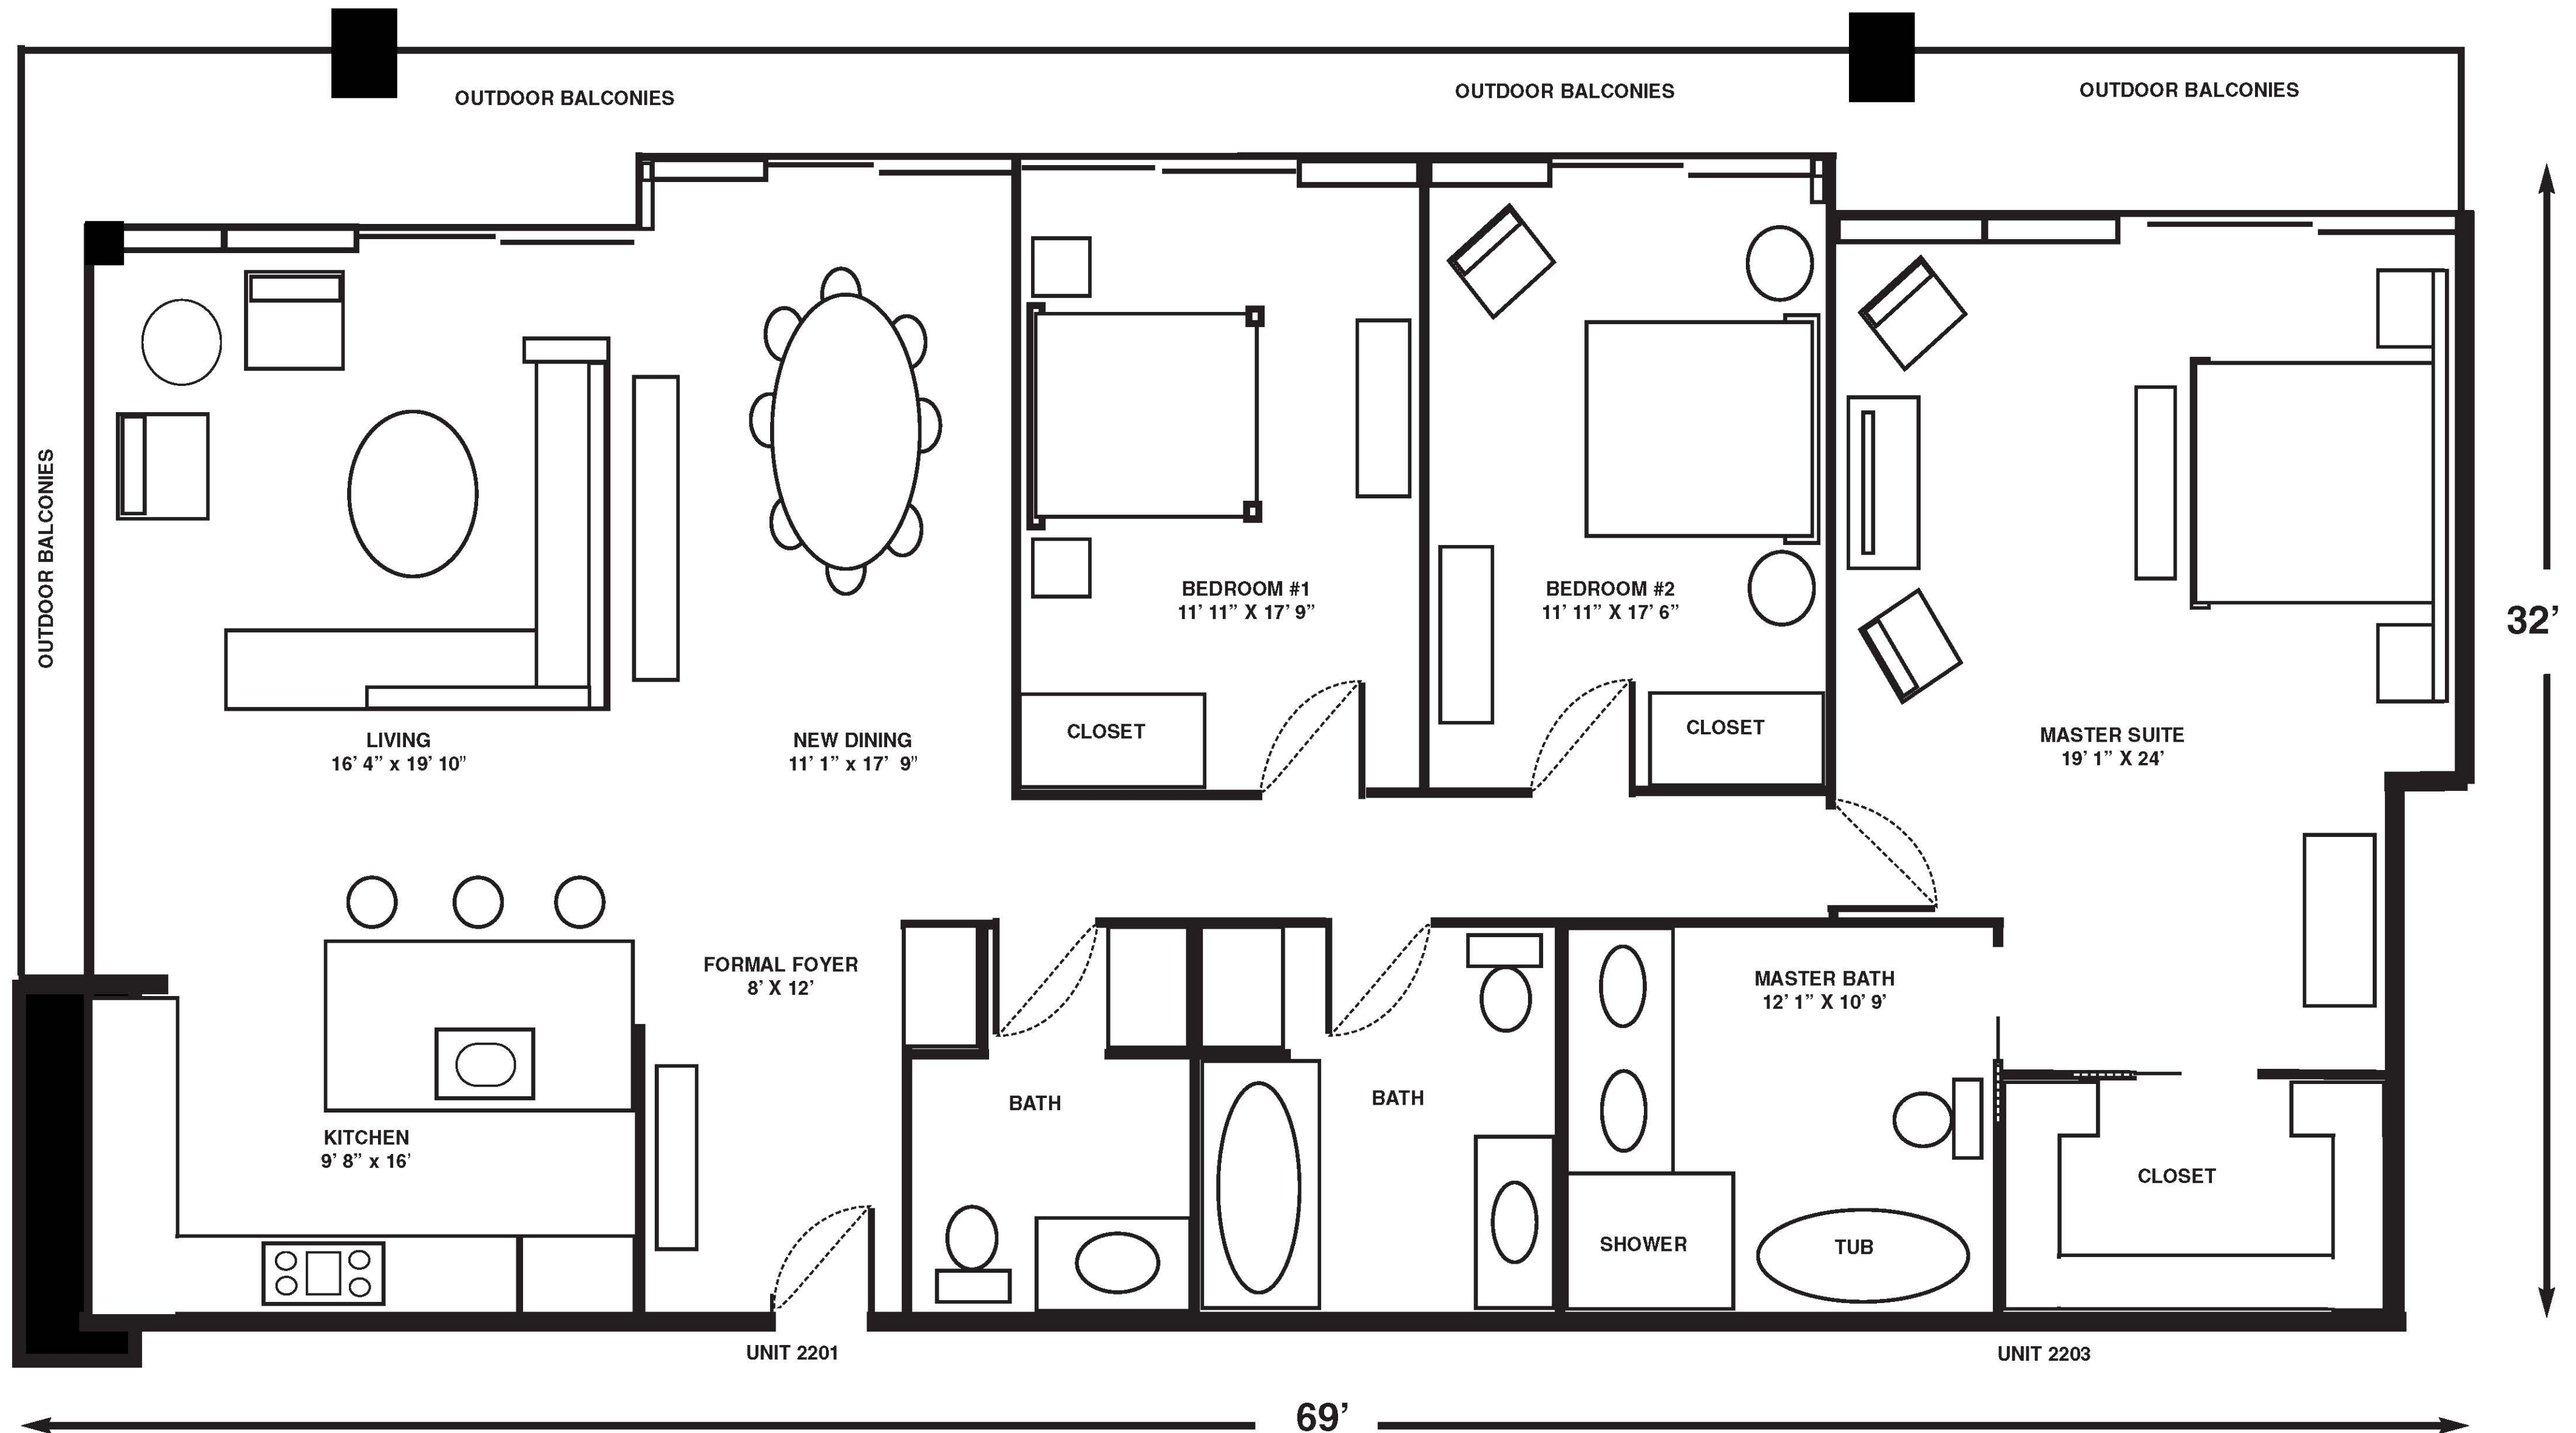 OUTDOOR BALCONIES
OUTDOOR BALCONIES
OUTDOOR BALCONIES
OUTDOOR BALCONIES
BEDROOM #1
11’ 11” X 17’ 9”
BEDROOM #2
11’ 11” X 17’ 6”
32’
CLOSET
CLOSET
LIVING
16’ 4” x 19’ 10”
NEW DINING
11’ 1” x 17’  9”
MASTER SUITE
19’ 1” X 24’
FORMAL FOYER
8’ X 12’
MASTER BATH
12’ 1” X 10’ 9’
BATH
BATH
KITCHEN
9’ 8” x 16’
CLOSET
SHOWER
TUB
UNIT 2201
UNIT 2203
69’